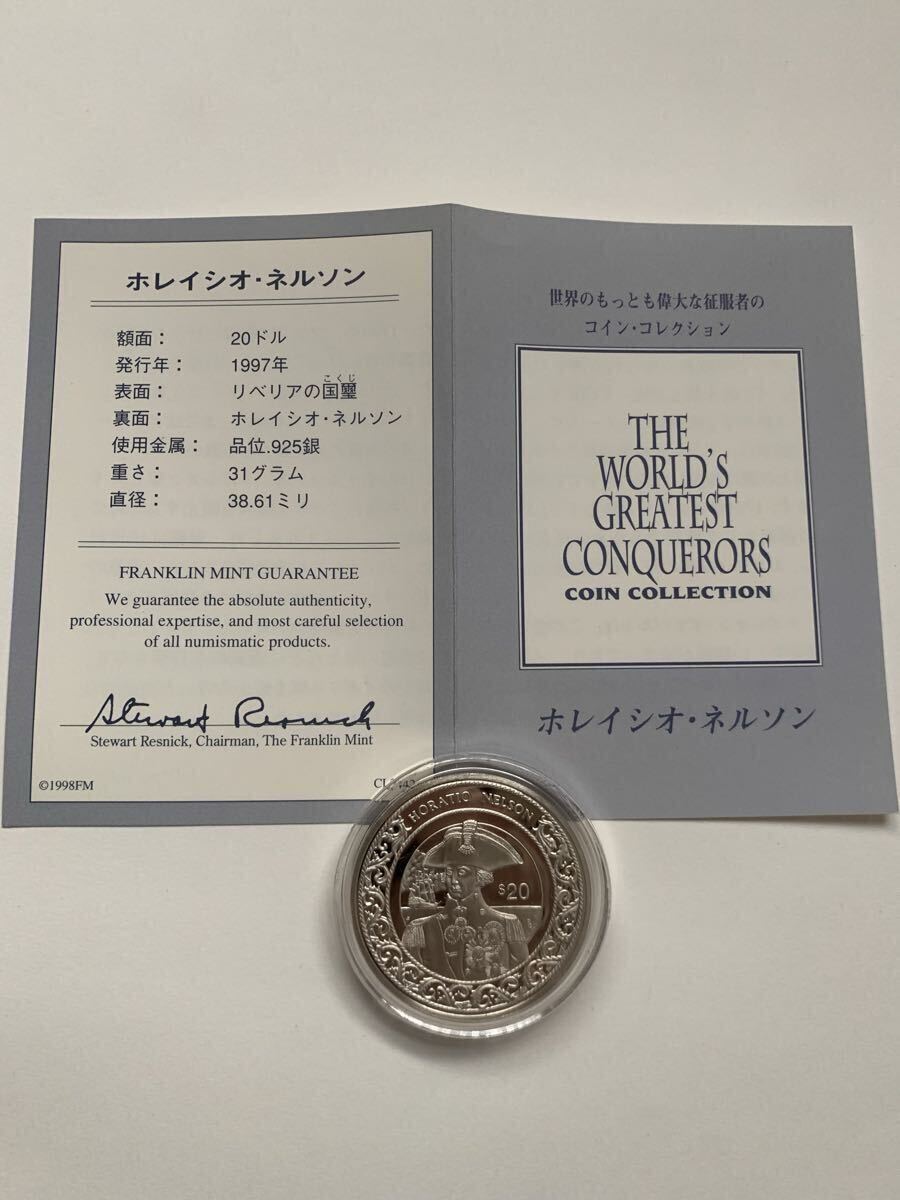 ホレイシオ・ネルソン
額面： 20ドル
発行年： 1997年
こくじ
表面： リベリアの国璽
裏面： ホレイシオ・ネルソン
使用金属： 品位.925銀
重さ： 31グラム
直径： 38.61ミリ
FRANKLIN MINT GUARANTEE
We guarantee the absolute authenticity,
professional expertise, and most careful selection
of all numismatic products.
Stewart Resnick
Stewart Resnick, Chairman, The Franklin Mint
©1998FM
世界のもっとも偉大な征服者の
コイン・コレクション
THE
WORLD'S
GREATEST
CONQUERORS
COIN COLLECTION
ホレイシオ・ネルソン
HORATIO NELSON
$20